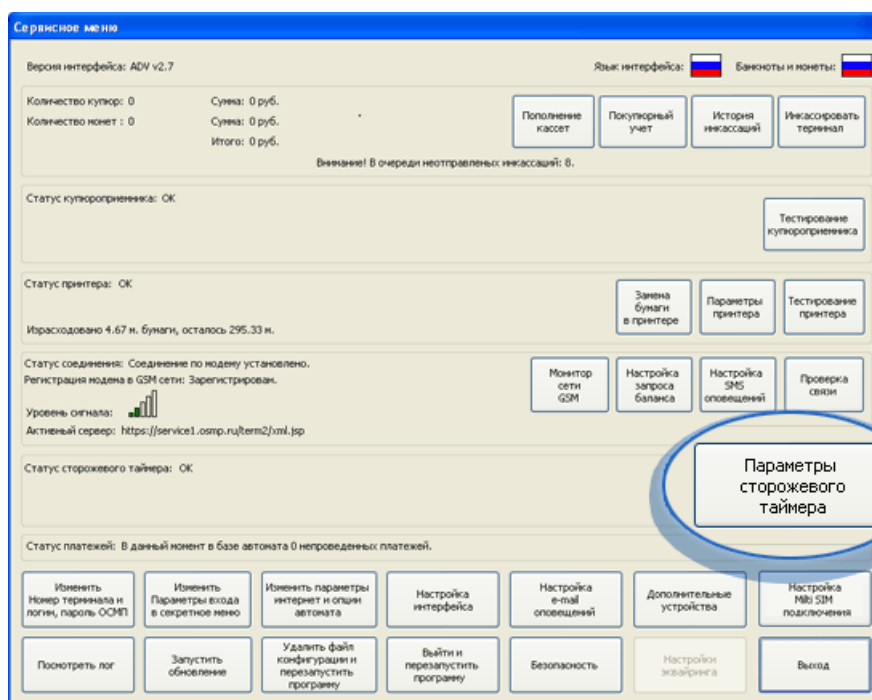 Сервисное меню
Версия интерфейса: ADV v2.7
Язык интерфейса:
Банкноты и монеты:
Количество купюр: 0 Сумма: 0 руб.
Количество монет : 0 Сумма: 0 руб.
Итого: 0 руб.
Пополнение
кассет
Покупюрный
учет
История
инкассаций
Инкассировать
терминал
Внимание! В очереди неотправленых инкассаций: 8.
Статус купюроприемника: OK
Тестирование
купюроприемника
Статус принтера: OK
Израсходовано 4.67 м. бумаги, осталось 295.33 м.
Замена
бумаги
в принтере
Параметры
принтера
Тестирование
принтера
Статус соединения: Соединение по модему установлено.
Регистрация модема в GSM сети: Зарегистрирован.
Уровень сигнала:
Активный сервер: https://service1.osmp.ru/term2/xml.jsp
Монитор
сети
GSM
Настройка
запроса
баланса
Настройка
SMS
оповещений
Проверка
связи
Статус сторожевого таймера: OK
Параметры
сторожевого
таймера
Статус платежей: В данный момент в базе автомата 0 непроведенных платежей.
Изменить
Номер терминала и
логин, пароль ОСМП
Изменить
Параметры входа
в секретное меню
Изменить параметры
интернет и опции
автомата
Настройка
интерфейса
Настройка
e-mail
оповещений
Дополнительные
устройства
Настройка
Milti SIM
подключения
Посмотреть лог
Запустить
обновление
Удалить файл
конфигурации и
перезапустить
программу
Выйти и
перезапустить
программу
Безопасность
Настройки
эквайринга
Выход